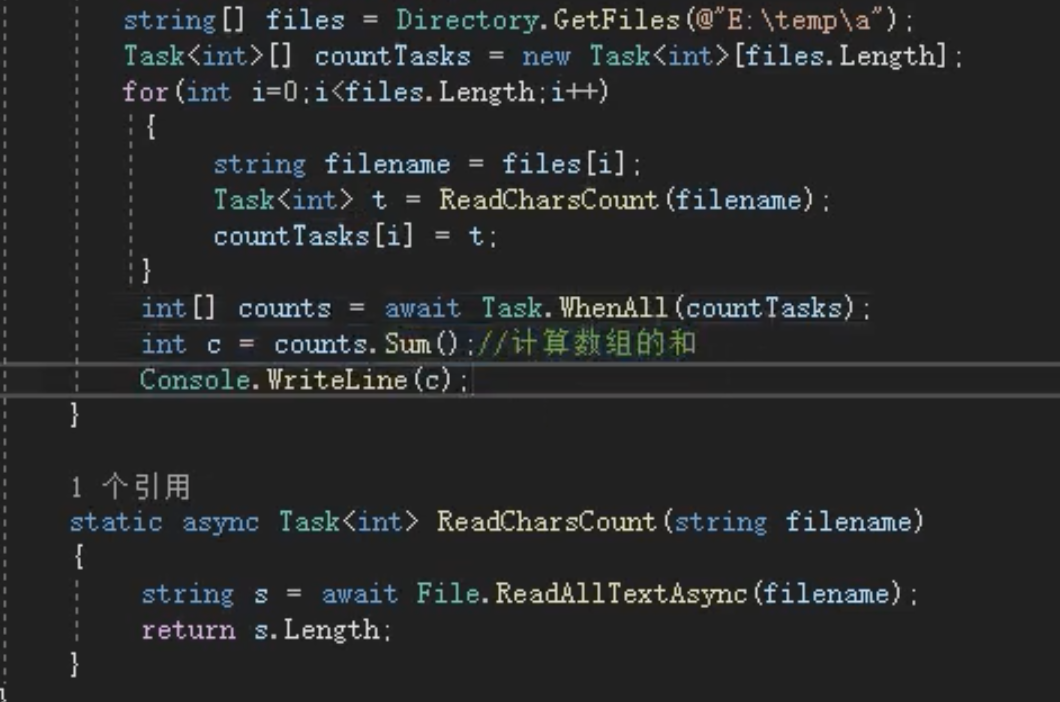 string[] files = Directory.GetFiles(@"E:\temp\a");
Task<int>[] countTasks = new Task<int>[files.Length];
for(int i=0;i<files.Length;i++)
{
string filename = files[i];
Task<int> t = ReadCharsCount(filename);
countTasks[i] = t;
}
int[] counts = await Task.WhenAll(countTasks);
int c = counts.Sum();//计算数组的和
Console.WriteLine(c);
}
1 个引用
static async Task<int> ReadCharsCount(string filename)
{
string s = await File.ReadAllTextAsync(filename);
return s.Length;
}